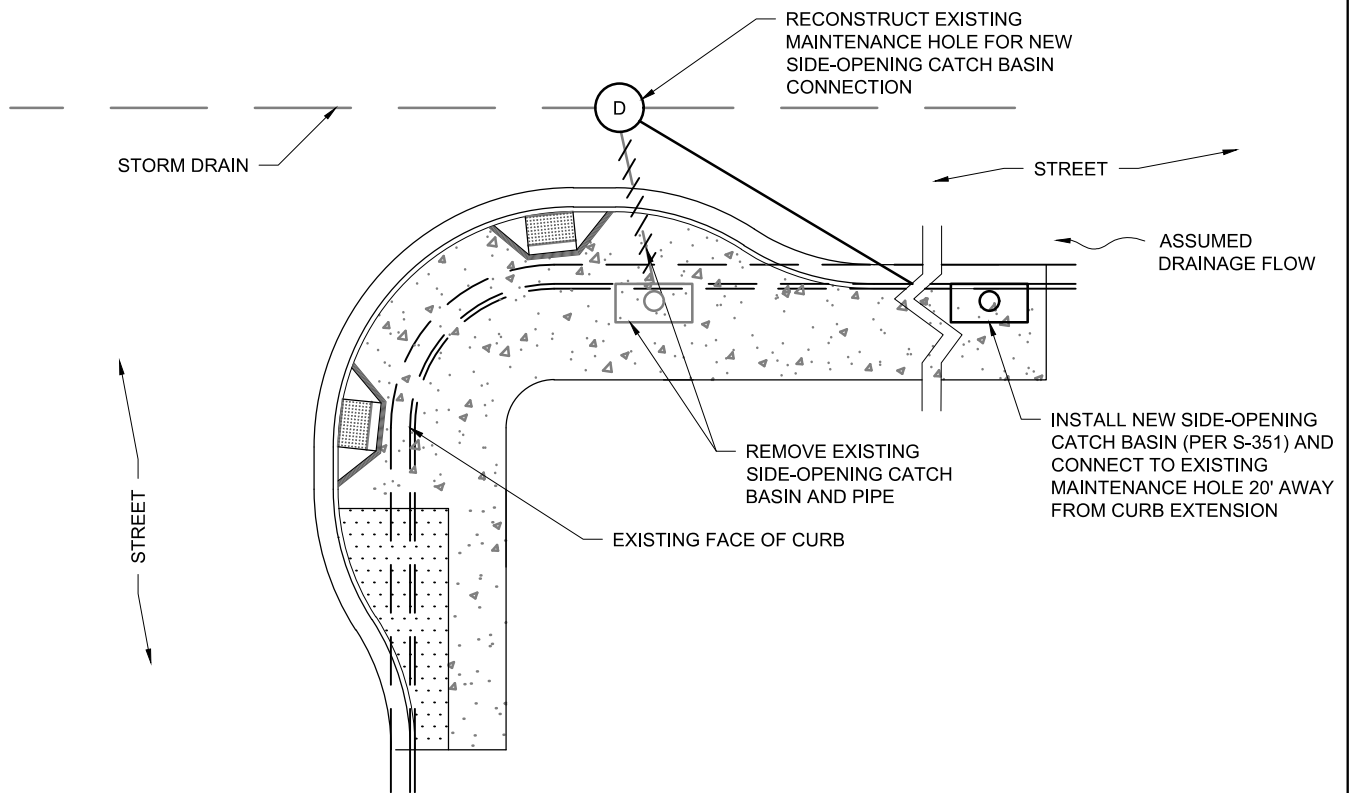 RECONSTRUCT EXISTING
MAINTENANCE HOLE FOR NEW
SIDE-OPENING CATCH BASIN
CONNECTION
D
STORM DRAIN
STREET
ASSUMED
DRAINAGE FLOW
INSTALL NEW SIDE-OPENING
CATCH BASIN (PER S-351) AND
CONNECT TO EXISTING
MAINTENANCE HOLE 20' AWAY
FROM CURB EXTENSION
REMOVE EXISTING
SIDE-OPENING CATCH
BASIN AND PIPE
EXISTING FACE OF CURB
STREET